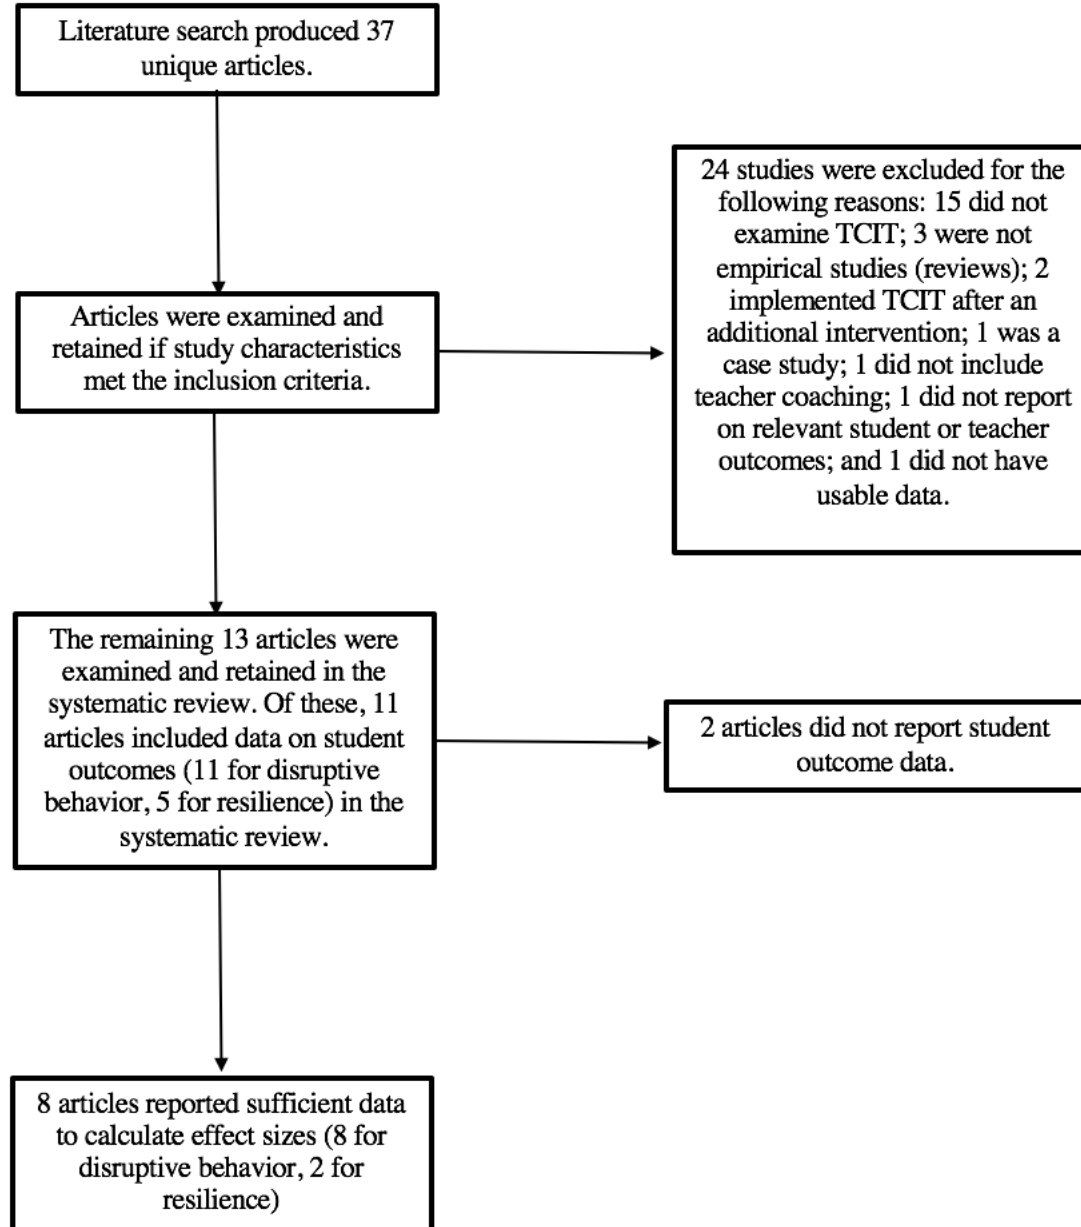 Literature search produced 37
unique articles.
24 studies were excluded for the
following reasons: 15 did not
examine TCIT; 3 were not
empirical studies (reviews); 2
implemented TCIT after an
additional intervention; 1 was a
case study; 1 did not include
teacher coaching; 1 did not report
on relevant student or teacher
outcomes; and 1 did not have
usable data.
Articles were examined and
retained if study characteristics
met the inclusion criteria.
The remaining 13 articles were
examined and retained in the
systematic review. Of these, 11
articles included data on student
outcomes (11 for disruptive
behavior, 5 for resilience) in the
systematic review.
2 articles did not report student
outcome data.
8 articles reported sufficient data
to calculate effect sizes (8 for
disruptive behavior, 2 for
resilience)